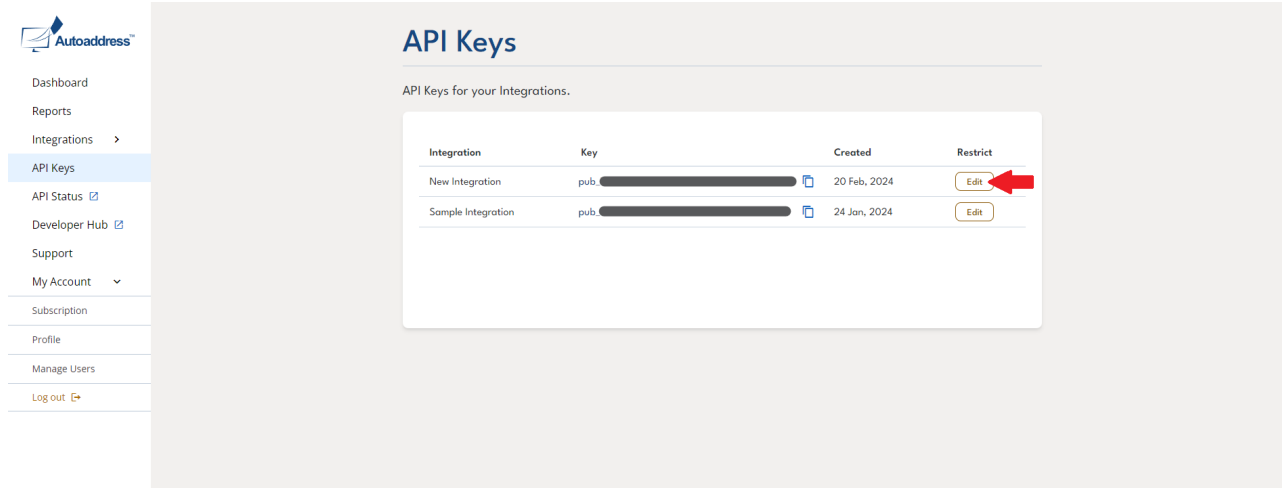 Autoaddress™
Dashboard
Reports
Integrations
API Keys
API Status
Developer Hub
Support
My Account
Subscription
Profile
Manage Users
Log out
API Keys
API Keys for your Integrations.
Integration Key Created Restrict
New Integration pub_ 20 Feb, 2024 Edit
Sample Integration pub_ 24 Jan, 2024 Edit